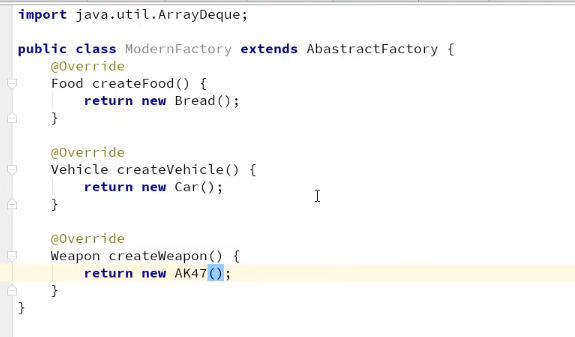 import java.util.ArrayDeque;
public class ModernFactory extends AbastractFactory {
@Override
Food createFood() {
return new Bread();
}
@Override
Vehicle createVehicle() {
return new Car();
}
@Override
Weapon createWeapon() {
return new AK47();
}
}